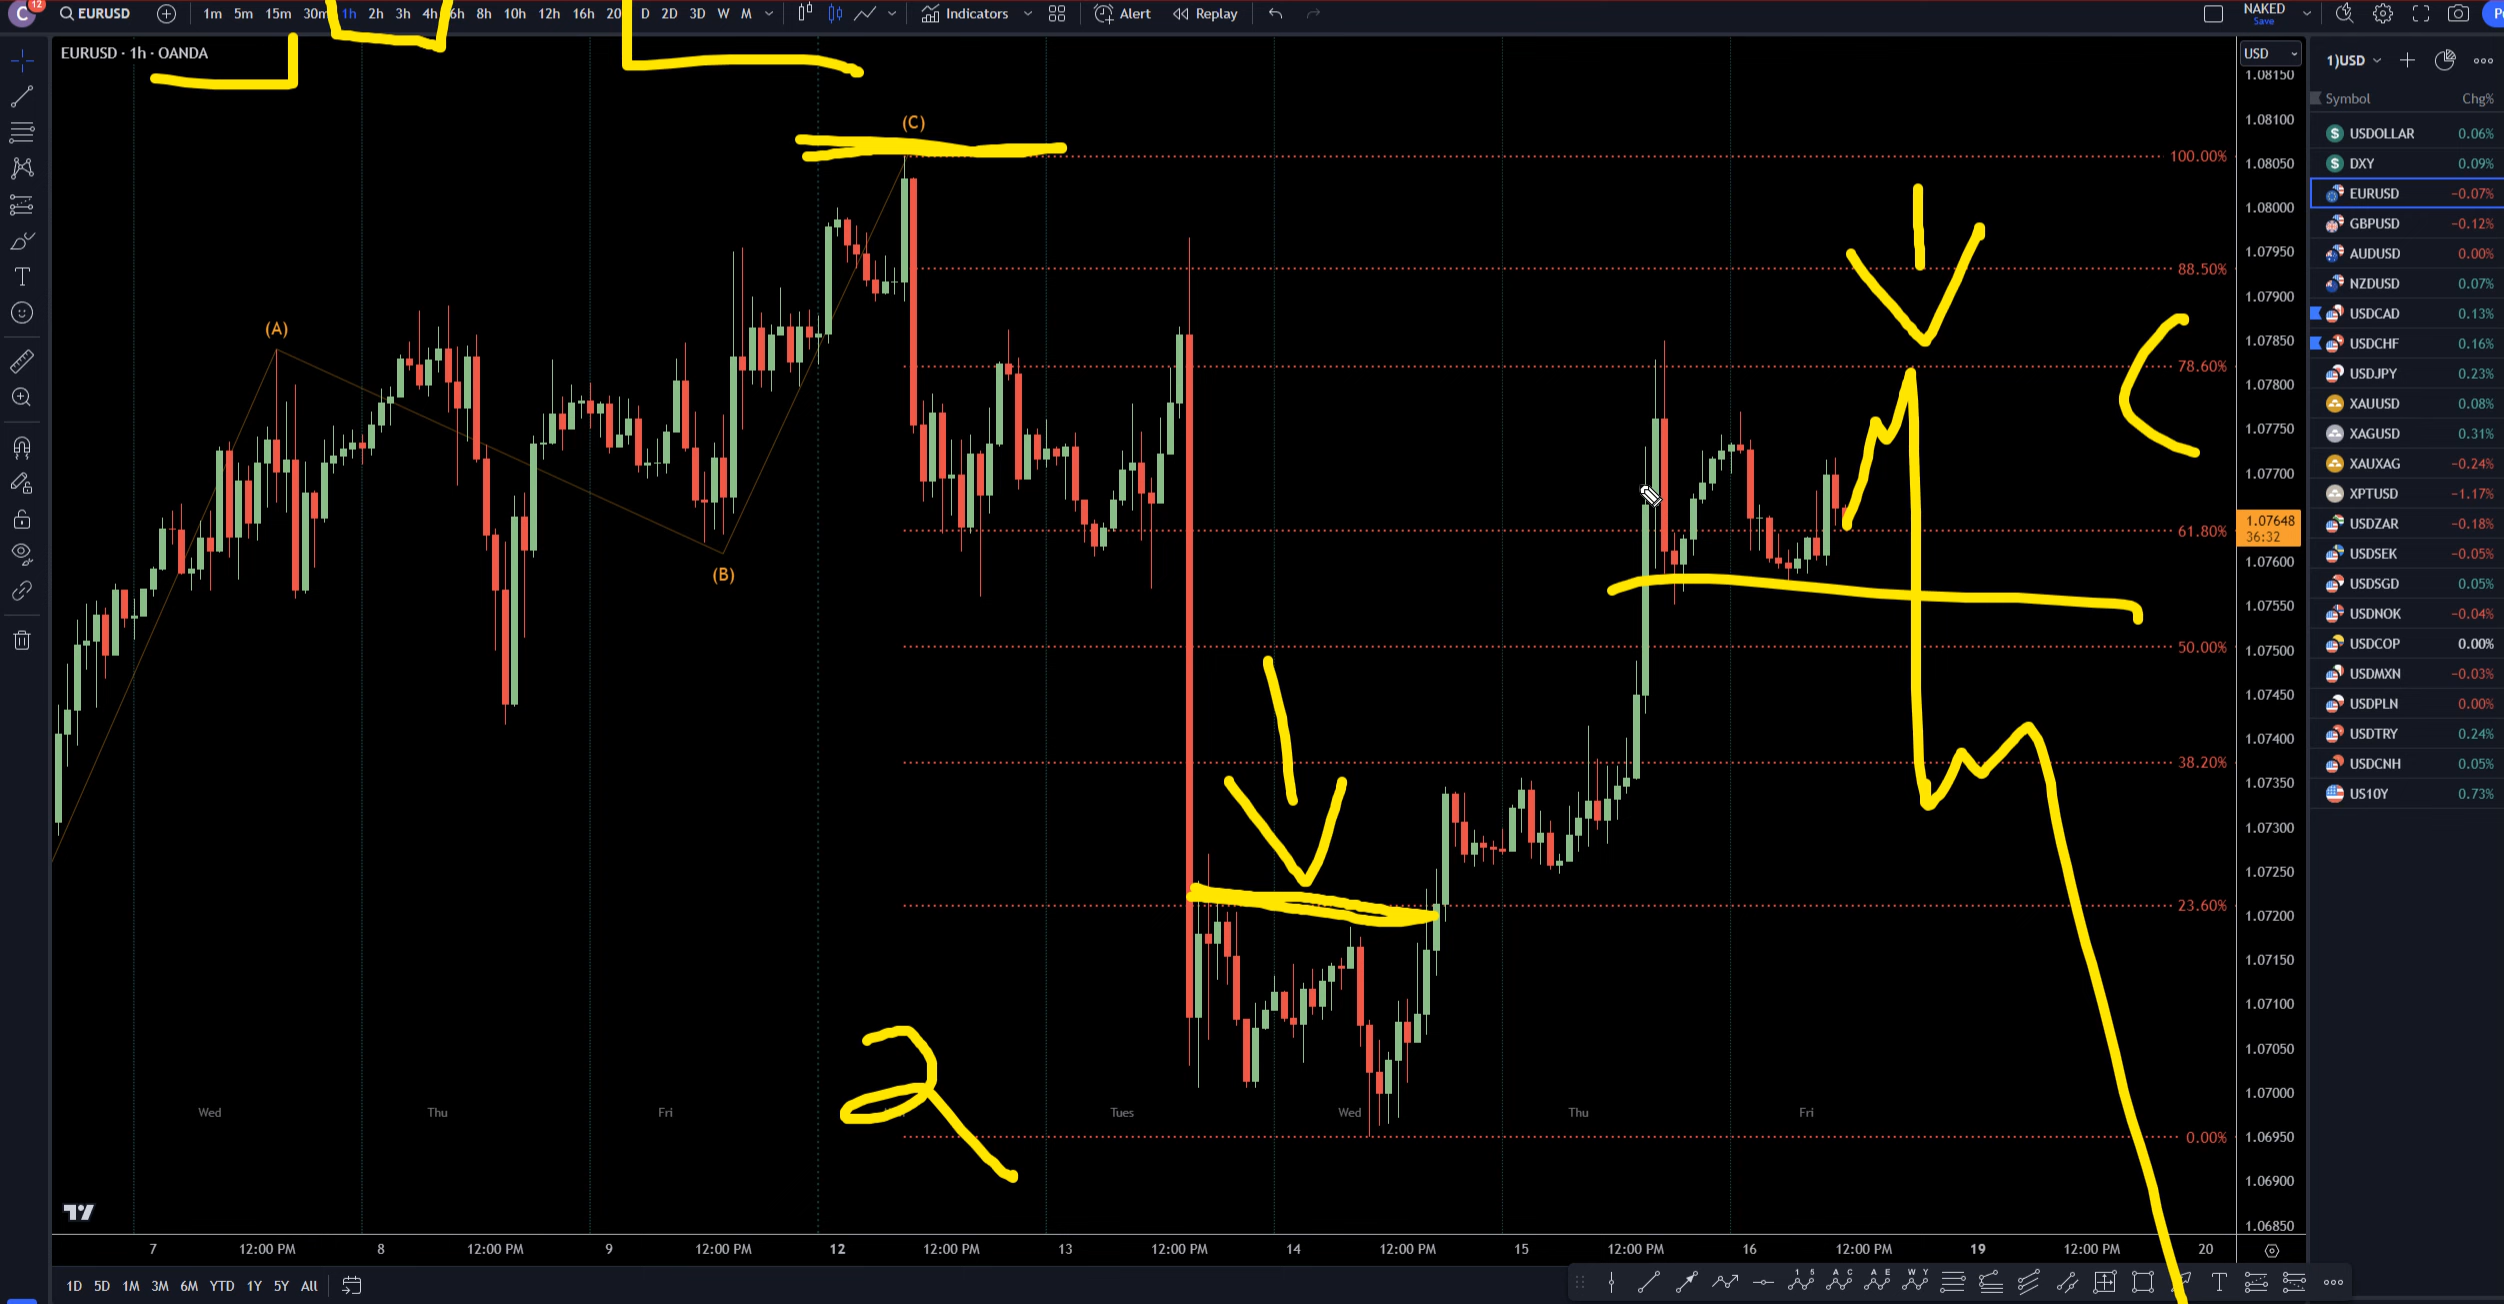 C 12 EURUSD 1m 5m 15m 30m 1h 2h 3h 4h 6h 8h 10h 12h 16h 20 D 2D 3D W M Indicators Alert Replay NAKED Save
EURUSD · 1h · OANDA
USD
1)USD
Symbol Chg%
1.08150
1.08100
1.08050
1.08000
1.07950
1.07900
1.07850
1.07800
1.07750
1.07700
1.07648
36:32
1.07600
1.07550
1.07500
1.07450
1.07400
1.07350
1.07300
1.07250
1.07200
1.07150
1.07100
1.07050
1.07000
1.06950
1.06900
1.06850
(C)
(A)
(B)
100.00%
88.50%
78.60%
61.80%
50.00%
38.20%
23.60%
0.00%
2
USDOLLAR 0.06%
DXY 0.09%
EURUSD −0.07%
GBPUSD −0.12%
AUDUSD 0.00%
NZDUSD 0.07%
USDCAD 0.13%
USDCHF 0.16%
USDJPY 0.23%
XAUUSD 0.08%
XAGUSD 0.31%
XAUXAG −0.24%
XPTUSD −1.17%
USDZAR −0.18%
USDSEK −0.05%
USDSGD 0.05%
USDNOK −0.04%
USDCOP 0.00%
USDMXN −0.03%
USDPLN 0.00%
USDTRY 0.24%
USDCNH 0.05%
US10Y 0.73%
Wed Thu Fri Tues Wed Thu Fri
7 12:00 PM 8 12:00 PM 9 12:00 PM 12 12:00 PM 13 12:00 PM 14 12:00 PM 15 12:00 PM 16 12:00 PM 19 12:00 PM 20
1D 5D 1M 3M 6M YTD 1Y 5Y All